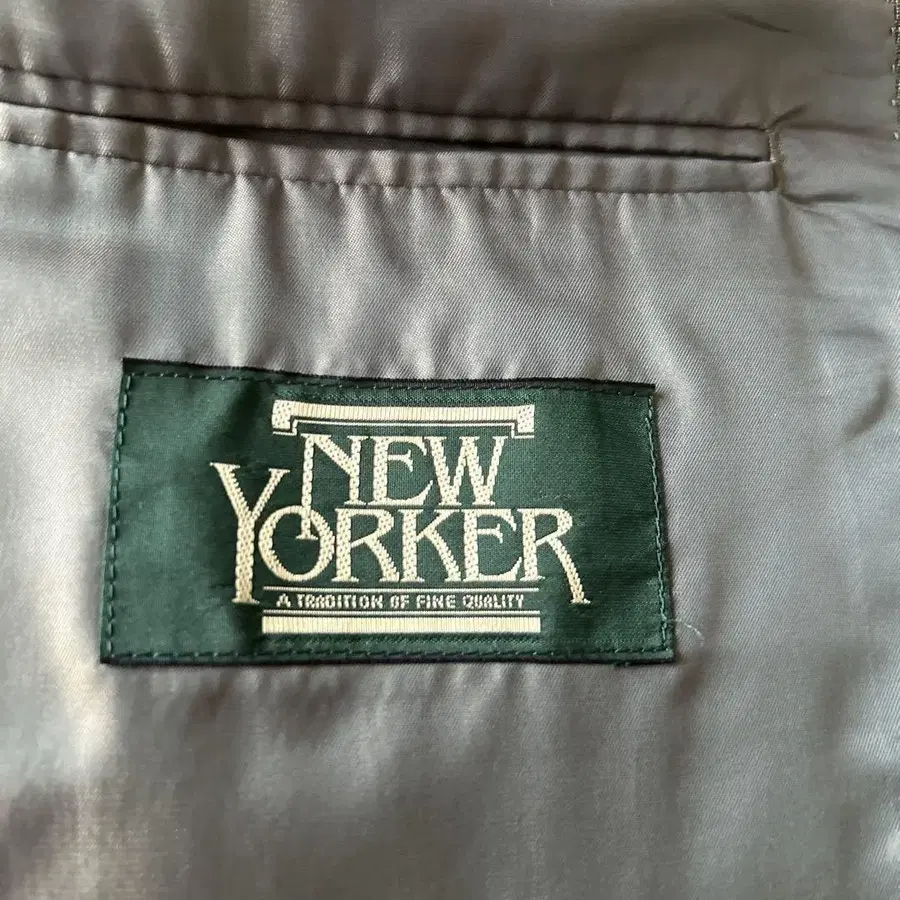 NEW
YORKER
A TRADITION OF FINE QUALITY